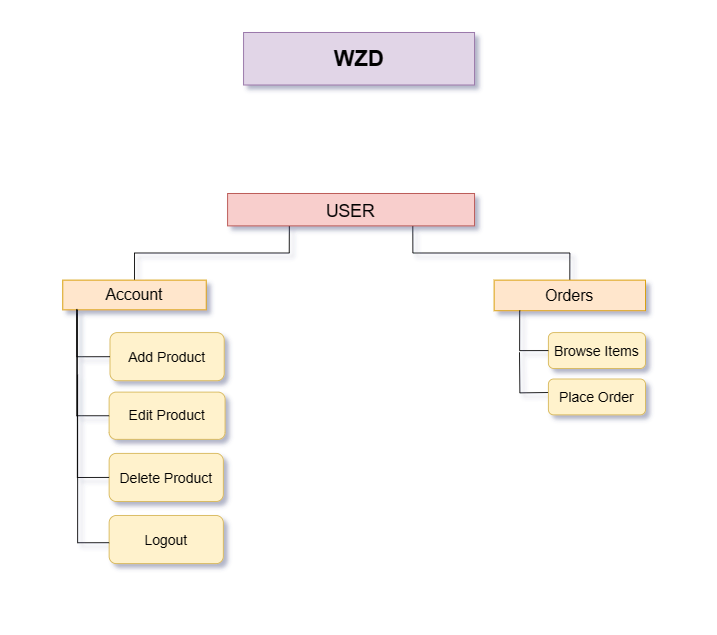 WZD
USER
Account
Add Product
Edit Product
Delete Product
Logout
Orders
Browse Items
Place Order